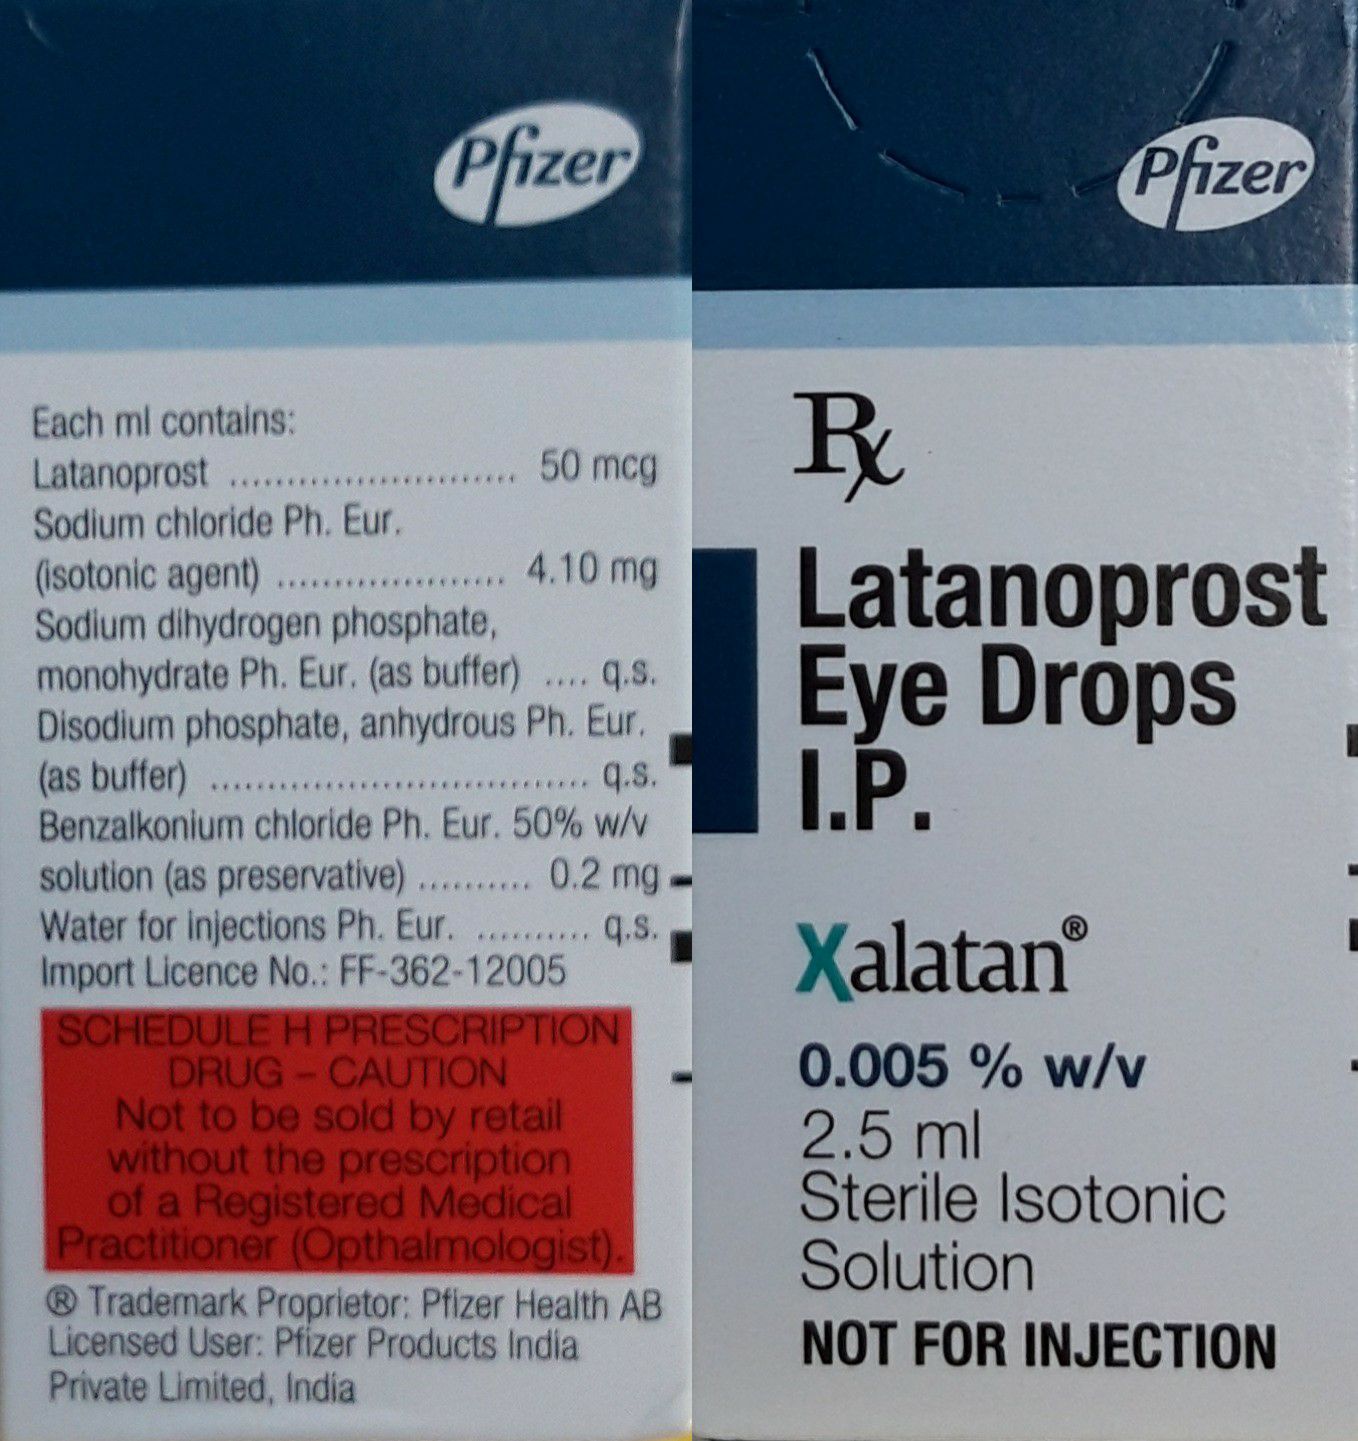 Pfizer
Each ml contains:
Latanoprost ......................... 50 mcg
Sodium chloride Ph. Eur.
(isotonic agent) .................... 4.10 mg
Sodium dihydrogen phosphate,
monohydrate Ph. Eur. (as buffer) .... q.s.
Disodium phosphate, anhydrous Ph. Eur.
(as buffer) ................................. q.s.
Benzalkonium chloride Ph. Eur. 50% w/v
solution (as preservative) .......... 0.2 mg
Water for injections Ph. Eur. .......... q.s.
Import Licence No.: FF-362-12005
SCHEDULE H PRESCRIPTION
DRUG – CAUTION
Not to be sold by retail
without the prescription
of a Registered Medical
Practitioner (Opthalmologist).
® Trademark Proprietor: Pfizer Health AB
Licensed User: Pfizer Products India
Private Limited, India
Pfizer
Rx
Latanoprost
Eye Drops
I.P.
Xalatan®
0.005 % w/v
2.5 ml
Sterile Isotonic
Solution
NOT FOR INJECTION